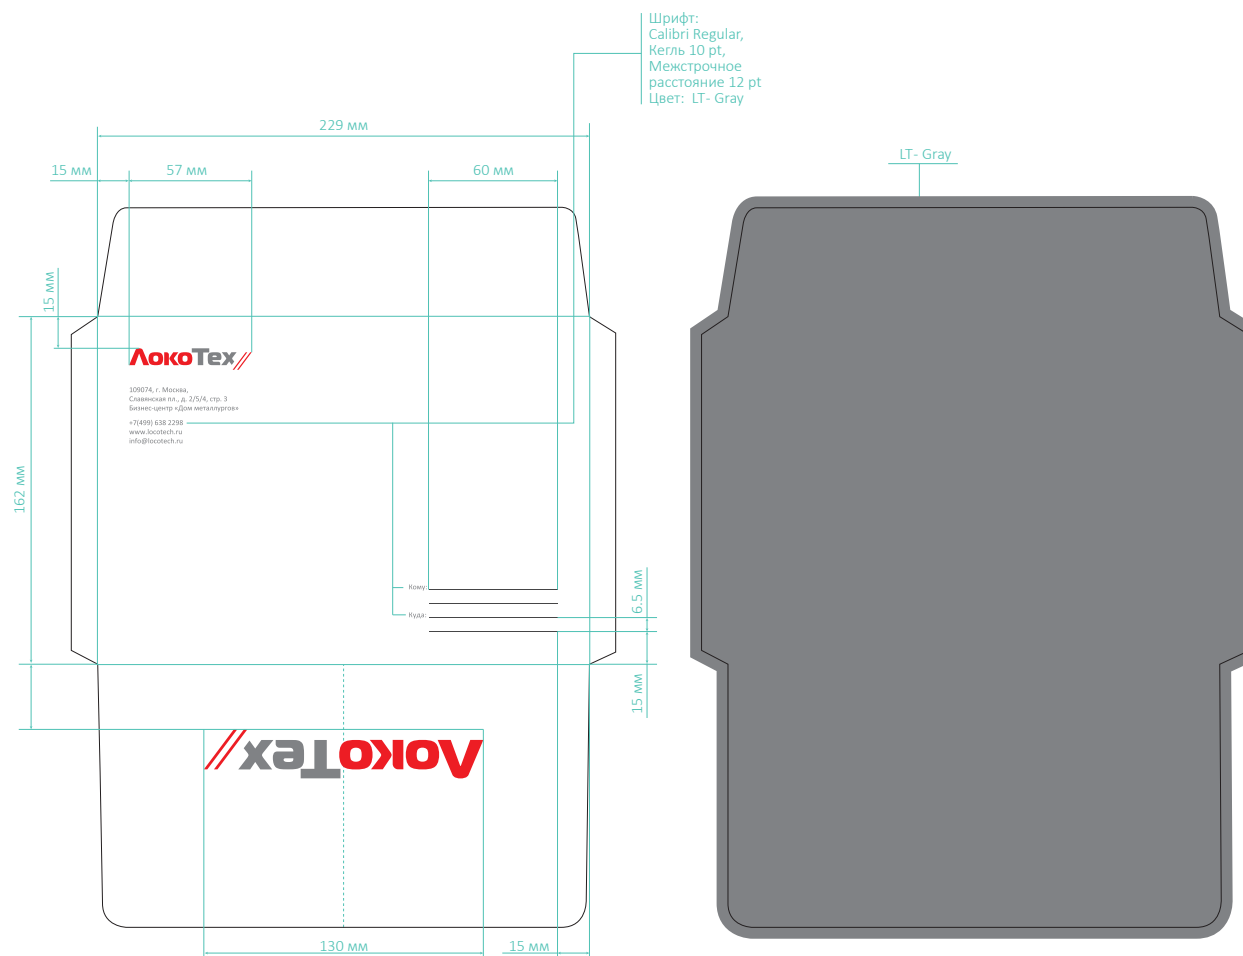 Шрифт:
Calibri Regular,
Кегль 10 pt,
Межстрочное
расстояние 12 pt
Цвет: LT- Gray
229 мм
LT- Gray
15 мм
57 мм
60 мм
15 мм
ЛокоТех
109074, г. Москва,
Славянская пл., д. 2/5/4, стр. 3
Бизнес-центр «Дом металлургов»
+7(499) 638 2298
www.locotech.ru
info@locotech.ru
162 мм
Кому:
Куда:
6.5 мм
15 мм
ЛокоТех
130 мм
15 мм